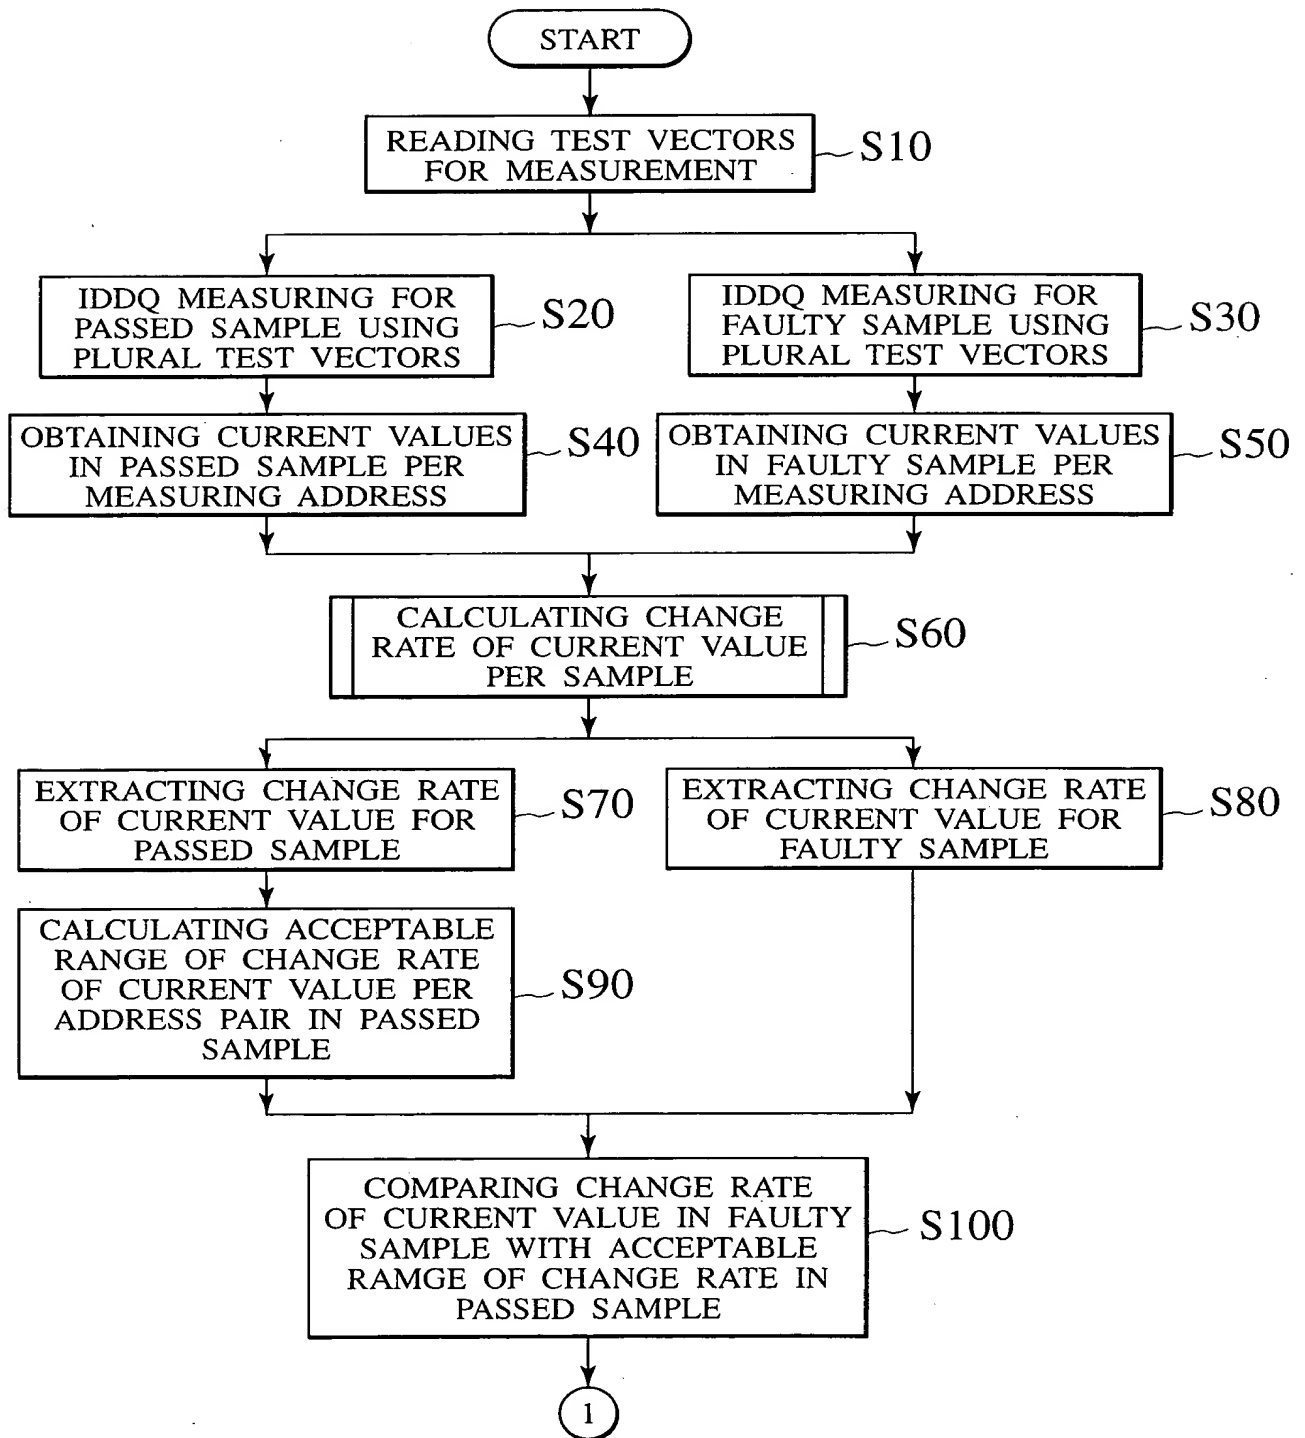 START
READING TEST VECTORS
FOR MEASUREMENT
S10
IDDQ MEASURING FOR
PASSED SAMPLE USING
PLURAL TEST VECTORS
S20
IDDQ MEASURING FOR
FAULTY SAMPLE USING
PLURAL TEST VECTORS
S30
OBTAINING CURRENT VALUES
IN PASSED SAMPLE PER
MEASURING ADDRESS
S40
OBTAINING CURRENT VALUES
IN FAULTY SAMPLE PER
MEASURING ADDRESS
S50
CALCULATING CHANGE
RATE OF CURRENT VALUE
PER SAMPLE
S60
EXTRACTING CHANGE RATE
OF CURRENT VALUE FOR
PASSED SAMPLE
S70
EXTRACTING CHANGE RATE
OF CURRENT VALUE FOR
FAULTY SAMPLE
S80
CALCULATING ACCEPTABLE
RANGE OF CHANGE RATE
OF CURRENT VALUE PER
ADDRESS PAIR IN PASSED
SAMPLE
S90
COMPARING CHANGE RATE
OF CURRENT VALUE IN FAULTY
SAMPLE WITH ACCEPTABLE
RAMGE OF CHANGE RATE IN
PASSED SAMPLE
S100
1